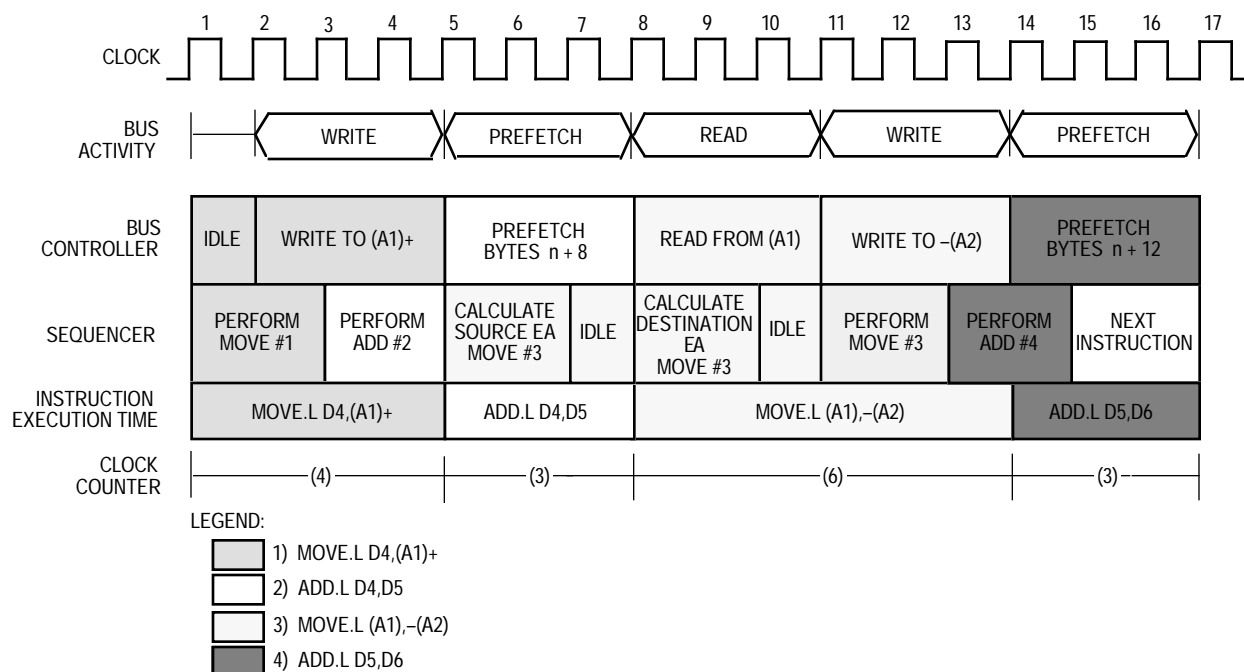 1 2 3 4 5 6 7 8 9 10 11 12 13 14 15 16 17
CLOCK
BUS
ACTIVITY
WRITE PREFETCH READ WRITE PREFETCH
BUS
CONTROLLER
IDLE
WRITE TO (A1)+
PREFETCH
BYTES n + 8
READ FROM (A1)
WRITE TO –(A2)
PREFETCH
BYTES n + 12
SEQUENCER
PERFORM
MOVE #1
PERFORM
ADD #2
CALCULATE
SOURCE EA
MOVE #3
IDLE
CALCULATE
DESTINATION
EA
MOVE #3
IDLE
PERFORM
MOVE #3
PERFORM
ADD #4
NEXT
INSTRUCTION
INSTRUCTION
EXECUTION TIME
MOVE.L D4,(A1)+ ADD.L D4,D5 MOVE.L (A1),–(A2) ADD.L D5,D6
CLOCK
COUNTER
(4) (3) (6) (3)
LEGEND:
1) MOVE.L D4,(A1)+
2) ADD.L D4,D5
3) MOVE.L (A1),–(A2)
4) ADD.L D5,D6